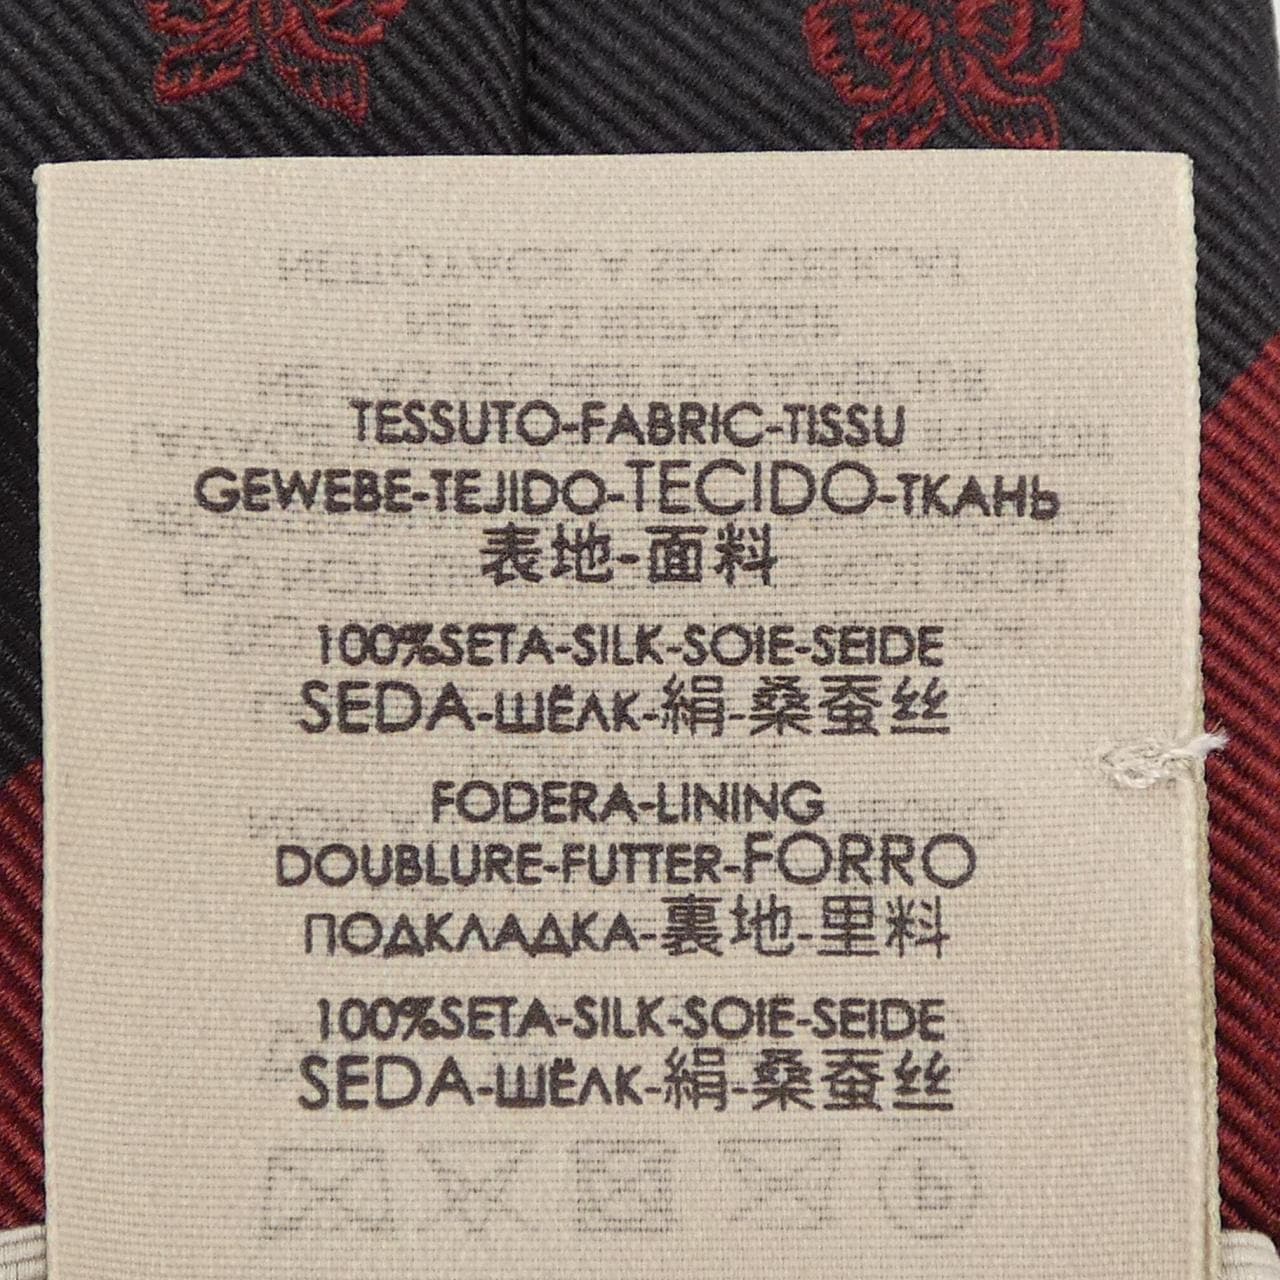 TESSUTO-FABRIC-TISSU
GEWEBE-TEJIDO-TECIDO-ТКАНЬ
表地-面料
100%SETA-SILK-SOIE-SEIDE
SEDA-ШЁЛК-絹-桑蚕丝
FODERA-LINING
DOUBLURE-FUTTER-FORRO
ПОДКЛАДКА-裏地-里料
100%SETA-SILK-SOIE-SEIDE
SEDA-ШЁЛК-絹-桑蚕丝